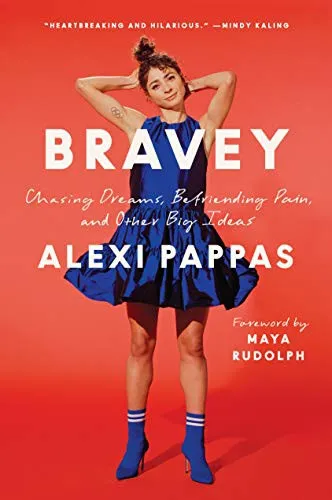 "HEARTBREAKING AND HILARIOUS." —MINDY KALING
BRAVEY
Chasing Dreams, Befriending Pain,
and Other Big Ideas
ALEXI PAPPAS
Foreword by
MAYA
RUDOLPH